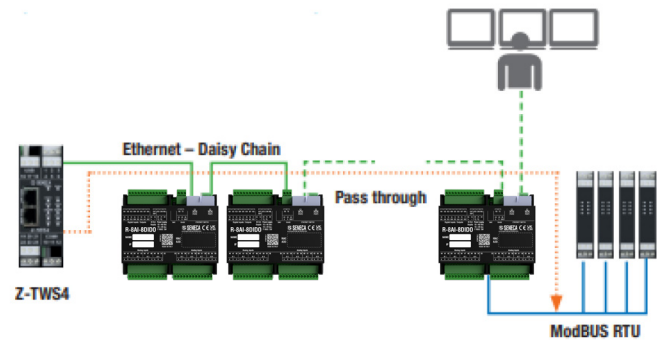 Ethernet – Daisy Chain
Pass through
R-8AI-8DIDO
SENECA
R-8AI-8DIDO
SENECA
R-8AI-8DIDO
SENECA
Z-TWS4
ModBUS RTU